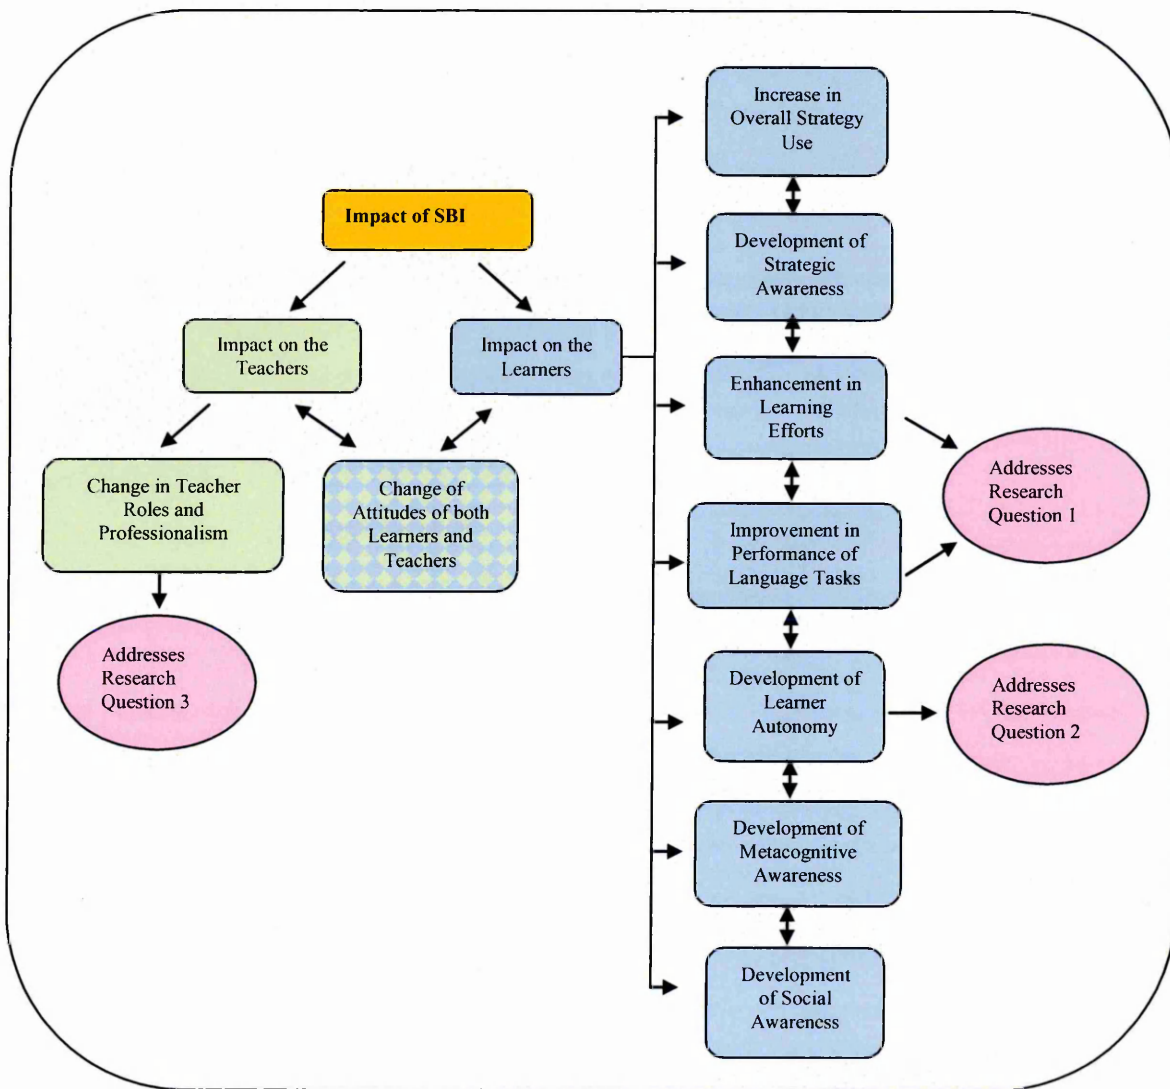 Impact of SBI
Impact on the
Teachers
Impact on the
Learners
Change in Teacher
Roles and
Professionalism
Change of
Attitudes of both
Learners and
Teachers
Addresses
Research
Question 3
Increase in
Overall Strategy
Use
Development of
Strategic
Awareness
Enhancement in
Learning
Efforts
Improvement in
Performance of
Language Tasks
Development of
Learner
Autonomy
Development of
Metacognitive
Awareness
Development
of Social
Awareness
Addresses
Research
Question 1
Addresses
Research
Question 2